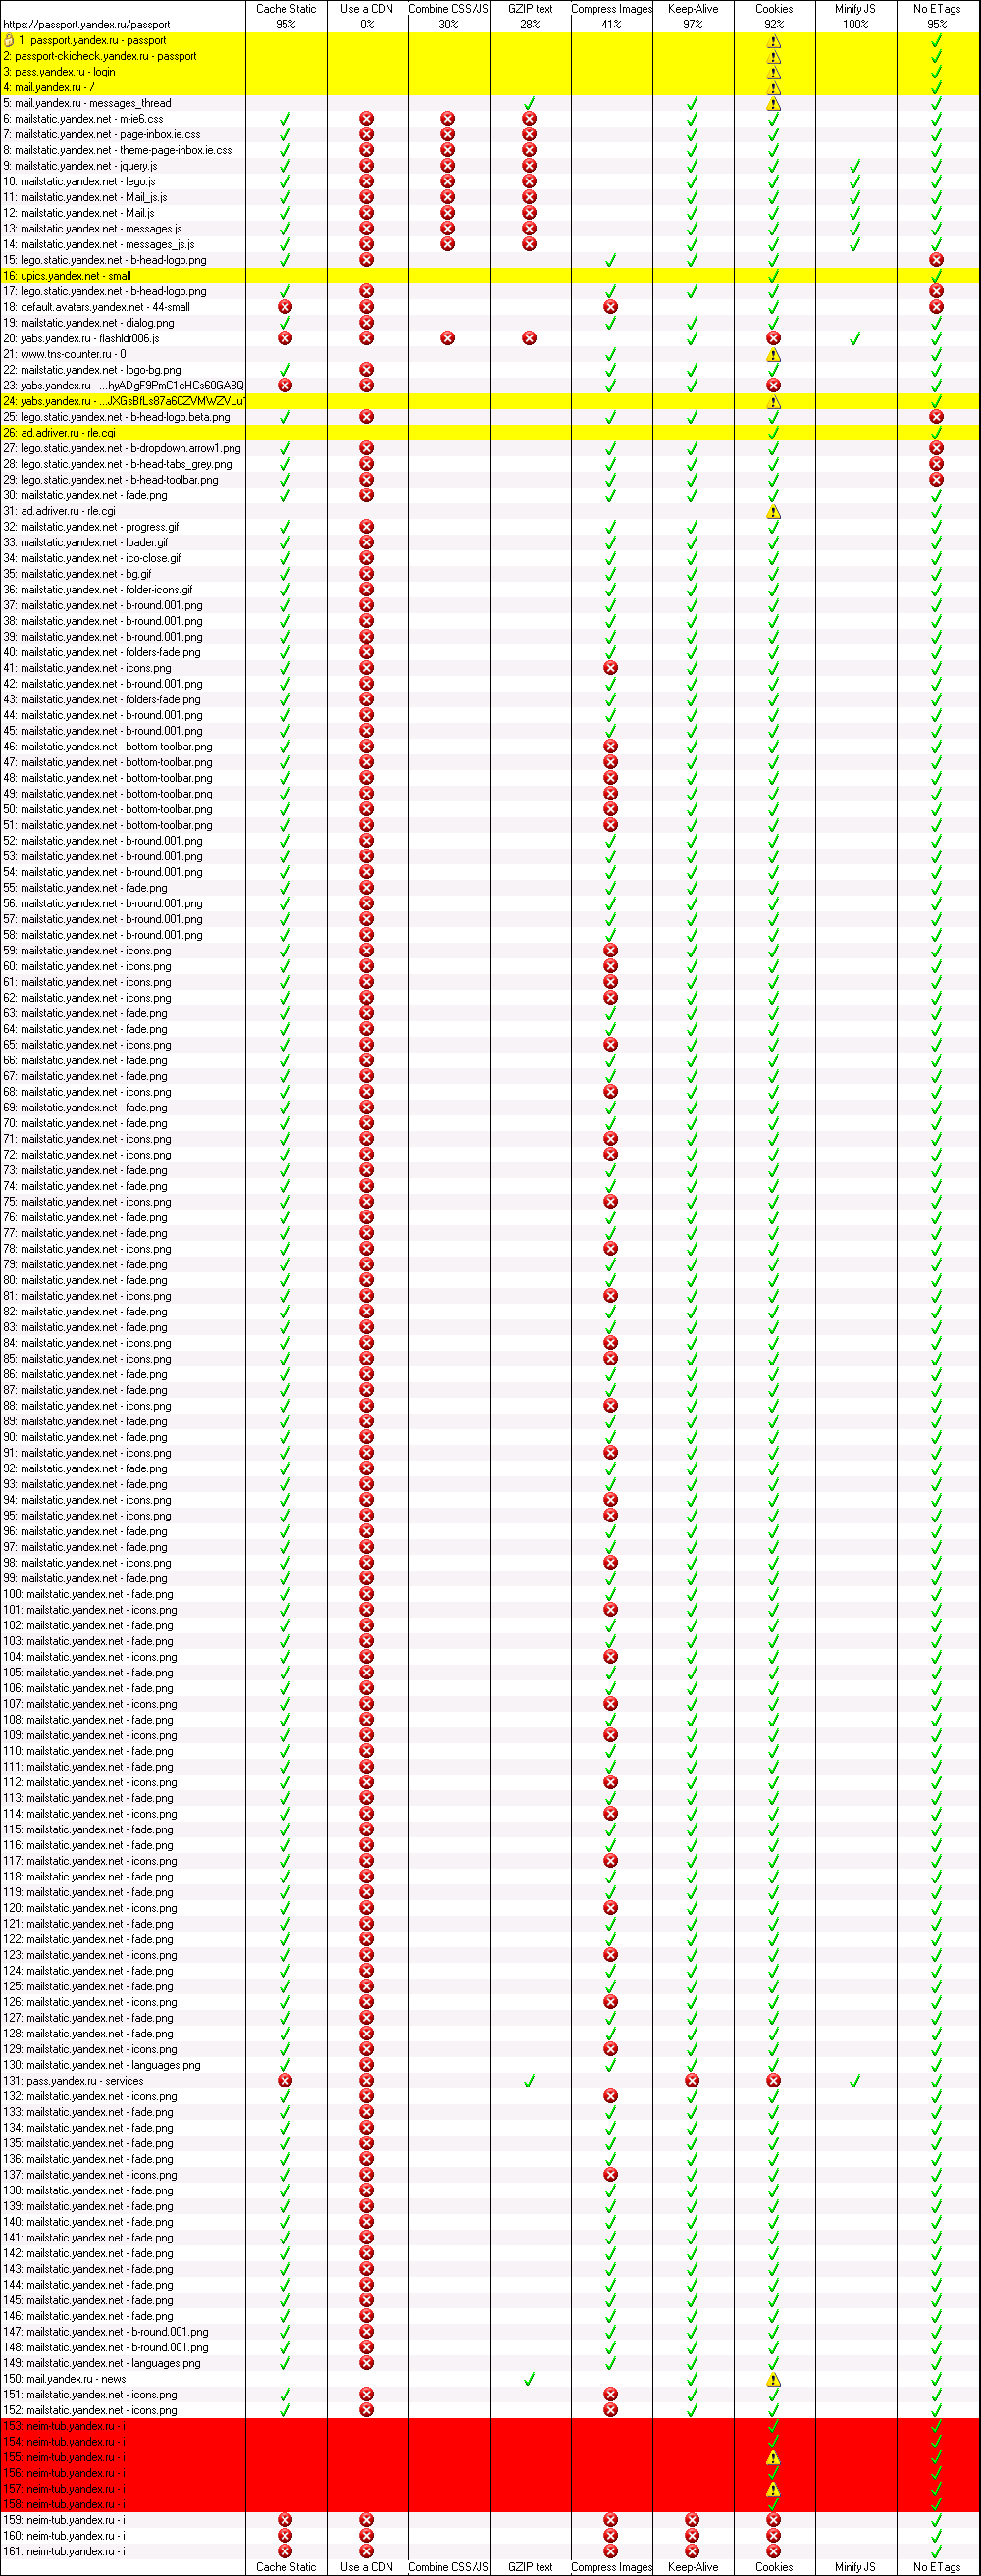 Cache Static Use a CDN Combine CSS/JS GZIP text Compress Images Keep-Alive Cookies Minify JS No ETags
https://passport.yandex.ru/passport 95% 0% 30% 28% 41% 97% 92% 100% 95%
1: passport.yandex.ru - passport
2: passport-ckicheck.yandex.ru - passport
3: pass.yandex.ru - login
4: mail.yandex.ru - /
5: mail.yandex.ru - messages_thread
6: mailstatic.yandex.net - m-ie6.css
7: mailstatic.yandex.net - page-inbox.ie.css
8: mailstatic.yandex.net - theme-page-inbox.ie.css
9: mailstatic.yandex.net - jquery.js
10: mailstatic.yandex.net - lego.js
11: mailstatic.yandex.net - Mail_js.js
12: mailstatic.yandex.net - Mail.js
13: mailstatic.yandex.net - messages.js
14: mailstatic.yandex.net - messages_js.js
15: lego.static.yandex.net - b-head-logo.png
16: upics.yandex.net - small
17: lego.static.yandex.net - b-head-logo.png
18: default.avatars.yandex.net - 44-small
19: mailstatic.yandex.net - dialog.png
20: yabs.yandex.ru - flashldr006.js
21: www.tns-counter.ru - 0
22: mailstatic.yandex.net - logo-bg.png
23: yabs.yandex.ru - ...hyADgF9PmC1cHCs60GA8Q
24: yabs.yandex.ru - ...JXGsBfLs87a6CZVMWZVLu
25: lego.static.yandex.net - b-head-logo.beta.png
26: ad.adriver.ru - rle.cgi
27: lego.static.yandex.net - b-dropdown.arrow1.png
28: lego.static.yandex.net - b-head-tabs_grey.png
29: lego.static.yandex.net - b-head-toolbar.png
30: mailstatic.yandex.net - fade.png
31: ad.adriver.ru - rle.cgi
32: mailstatic.yandex.net - progress.gif
33: mailstatic.yandex.net - loader.gif
34: mailstatic.yandex.net - ico-close.gif
35: mailstatic.yandex.net - bg.gif
36: mailstatic.yandex.net - folder-icons.gif
37: mailstatic.yandex.net - b-round.001.png
38: mailstatic.yandex.net - b-round.001.png
39: mailstatic.yandex.net - b-round.001.png
40: mailstatic.yandex.net - folders-fade.png
41: mailstatic.yandex.net - icons.png
42: mailstatic.yandex.net - b-round.001.png
43: mailstatic.yandex.net - folders-fade.png
44: mailstatic.yandex.net - b-round.001.png
45: mailstatic.yandex.net - b-round.001.png
46: mailstatic.yandex.net - bottom-toolbar.png
47: mailstatic.yandex.net - bottom-toolbar.png
48: mailstatic.yandex.net - bottom-toolbar.png
49: mailstatic.yandex.net - bottom-toolbar.png
50: mailstatic.yandex.net - bottom-toolbar.png
51: mailstatic.yandex.net - bottom-toolbar.png
52: mailstatic.yandex.net - b-round.001.png
53: mailstatic.yandex.net - b-round.001.png
54: mailstatic.yandex.net - b-round.001.png
55: mailstatic.yandex.net - fade.png
56: mailstatic.yandex.net - b-round.001.png
57: mailstatic.yandex.net - b-round.001.png
58: mailstatic.yandex.net - b-round.001.png
59: mailstatic.yandex.net - icons.png
60: mailstatic.yandex.net - icons.png
61: mailstatic.yandex.net - icons.png
62: mailstatic.yandex.net - icons.png
63: mailstatic.yandex.net - fade.png
64: mailstatic.yandex.net - fade.png
65: mailstatic.yandex.net - icons.png
66: mailstatic.yandex.net - fade.png
67: mailstatic.yandex.net - fade.png
68: mailstatic.yandex.net - icons.png
69: mailstatic.yandex.net - fade.png
70: mailstatic.yandex.net - fade.png
71: mailstatic.yandex.net - icons.png
72: mailstatic.yandex.net - icons.png
73: mailstatic.yandex.net - fade.png
74: mailstatic.yandex.net - fade.png
75: mailstatic.yandex.net - icons.png
76: mailstatic.yandex.net - fade.png
77: mailstatic.yandex.net - fade.png
78: mailstatic.yandex.net - icons.png
79: mailstatic.yandex.net - fade.png
80: mailstatic.yandex.net - fade.png
81: mailstatic.yandex.net - icons.png
82: mailstatic.yandex.net - fade.png
83: mailstatic.yandex.net - fade.png
84: mailstatic.yandex.net - icons.png
85: mailstatic.yandex.net - icons.png
86: mailstatic.yandex.net - fade.png
87: mailstatic.yandex.net - fade.png
88: mailstatic.yandex.net - icons.png
89: mailstatic.yandex.net - fade.png
90: mailstatic.yandex.net - fade.png
91: mailstatic.yandex.net - icons.png
92: mailstatic.yandex.net - fade.png
93: mailstatic.yandex.net - fade.png
94: mailstatic.yandex.net - icons.png
95: mailstatic.yandex.net - icons.png
96: mailstatic.yandex.net - fade.png
97: mailstatic.yandex.net - fade.png
98: mailstatic.yandex.net - icons.png
99: mailstatic.yandex.net - fade.png
100: mailstatic.yandex.net - fade.png
101: mailstatic.yandex.net - icons.png
102: mailstatic.yandex.net - fade.png
103: mailstatic.yandex.net - fade.png
104: mailstatic.yandex.net - icons.png
105: mailstatic.yandex.net - fade.png
106: mailstatic.yandex.net - fade.png
107: mailstatic.yandex.net - icons.png
108: mailstatic.yandex.net - fade.png
109: mailstatic.yandex.net - icons.png
110: mailstatic.yandex.net - fade.png
111: mailstatic.yandex.net - fade.png
112: mailstatic.yandex.net - icons.png
113: mailstatic.yandex.net - fade.png
114: mailstatic.yandex.net - icons.png
115: mailstatic.yandex.net - fade.png
116: mailstatic.yandex.net - fade.png
117: mailstatic.yandex.net - icons.png
118: mailstatic.yandex.net - fade.png
119: mailstatic.yandex.net - fade.png
120: mailstatic.yandex.net - icons.png
121: mailstatic.yandex.net - fade.png
122: mailstatic.yandex.net - fade.png
123: mailstatic.yandex.net - icons.png
124: mailstatic.yandex.net - fade.png
125: mailstatic.yandex.net - fade.png
126: mailstatic.yandex.net - icons.png
127: mailstatic.yandex.net - fade.png
128: mailstatic.yandex.net - fade.png
129: mailstatic.yandex.net - icons.png
130: mailstatic.yandex.net - languages.png
131: pass.yandex.ru - services
132: mailstatic.yandex.net - icons.png
133: mailstatic.yandex.net - fade.png
134: mailstatic.yandex.net - fade.png
135: mailstatic.yandex.net - fade.png
136: mailstatic.yandex.net - fade.png
137: mailstatic.yandex.net - icons.png
138: mailstatic.yandex.net - fade.png
139: mailstatic.yandex.net - fade.png
140: mailstatic.yandex.net - fade.png
141: mailstatic.yandex.net - fade.png
142: mailstatic.yandex.net - fade.png
143: mailstatic.yandex.net - fade.png
144: mailstatic.yandex.net - fade.png
145: mailstatic.yandex.net - fade.png
146: mailstatic.yandex.net - fade.png
147: mailstatic.yandex.net - b-round.001.png
148: mailstatic.yandex.net - b-round.001.png
149: mailstatic.yandex.net - languages.png
150: mail.yandex.ru - news
151: mailstatic.yandex.net - icons.png
152: mailstatic.yandex.net - icons.png
153: neim-tub.yandex.ru - i
154: neim-tub.yandex.ru - i
155: neim-tub.yandex.ru - i
156: neim-tub.yandex.ru - i
157: neim-tub.yandex.ru - i
158: neim-tub.yandex.ru - i
159: neim-tub.yandex.ru - i
160: neim-tub.yandex.ru - i
161: neim-tub.yandex.ru - i
Cache Static Use a CDN Combine CSS/JS GZIP text Compress Images Keep-Alive Cookies Minify JS No ETags